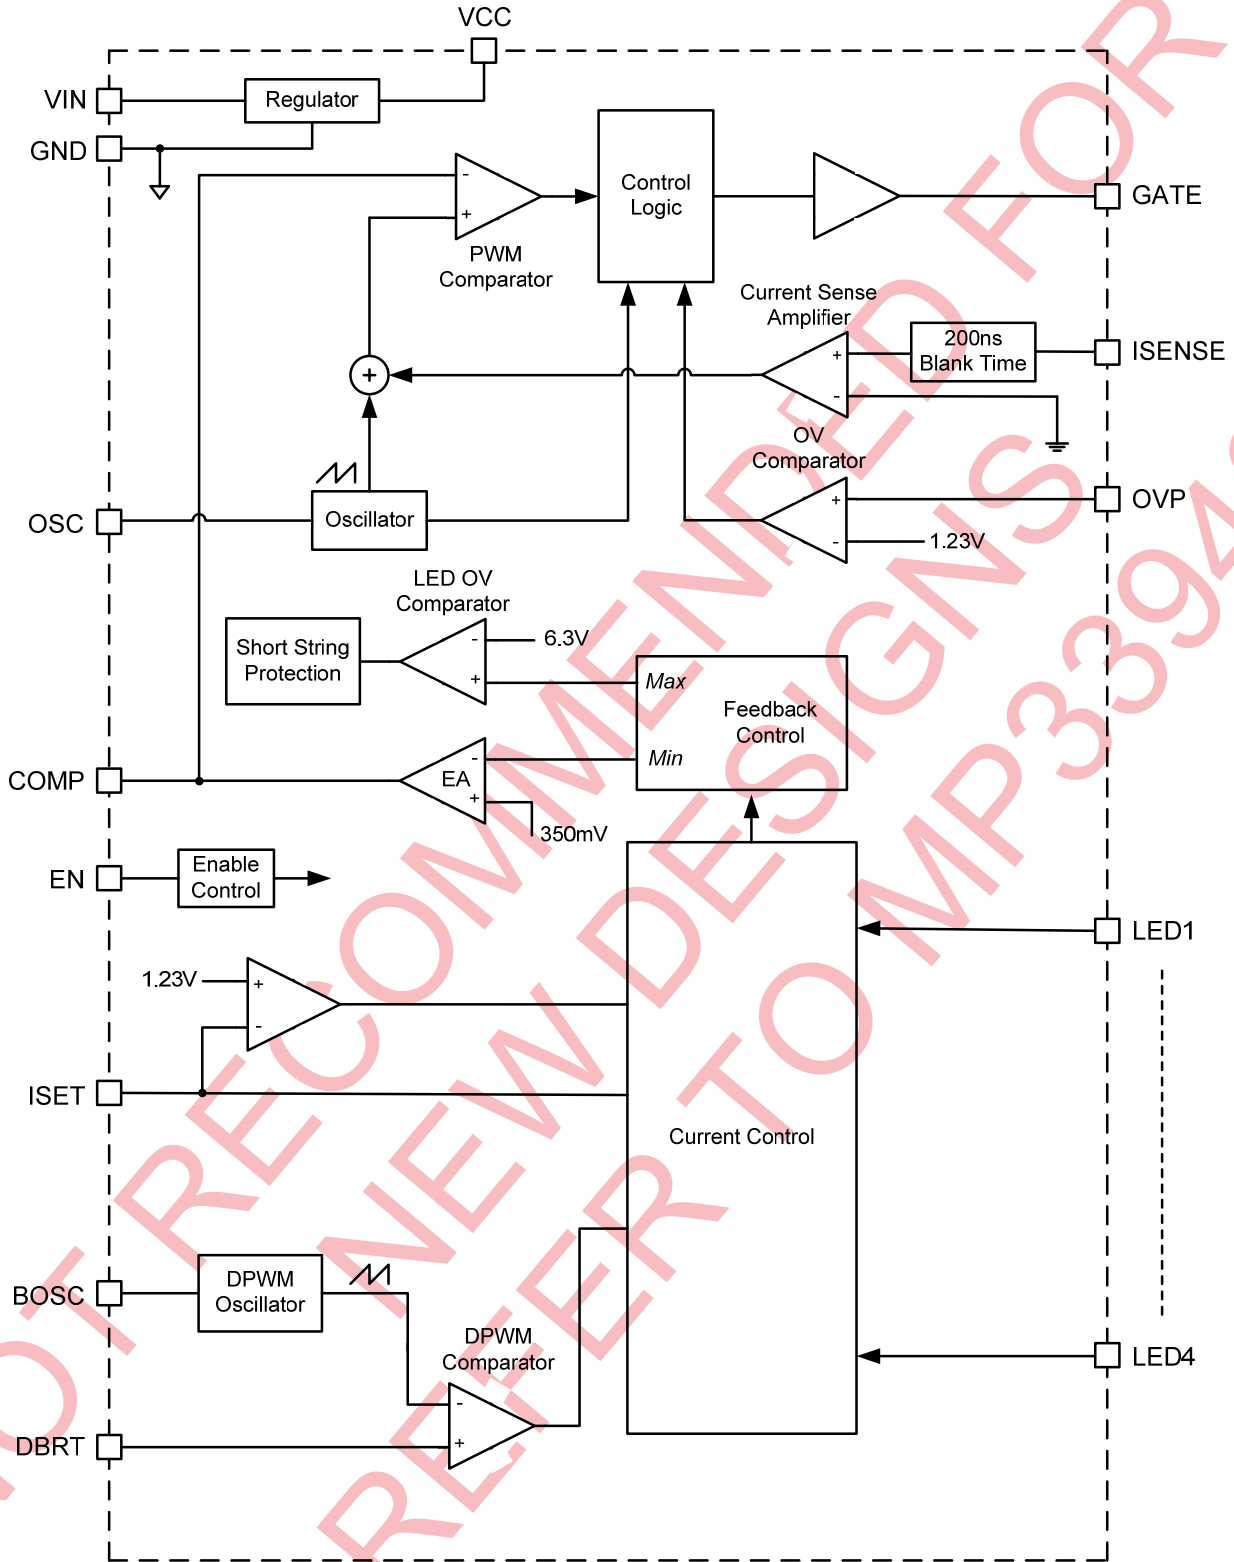 VCC
VIN
Regulator
GND
Control
Logic
-
+
PWM
Comparator
GATE
Current Sense
Amplifier
200ns
Blank Time
ISENSE
+
-
+
OV
Comparator
OSC
Oscillator
+
-
1.23V
OVP
LED OV
Comparator
Short String
Protection
-
+
6.3V
Max
Min
Feedback
Control
COMP
EA
-
+
350mV
EN
Enable
Control
LED1
1.23V
+
-
ISET
Current Control
BOSC
DPWM
Oscillator
DPWM
Comparator
-
+
LED4
DBRT
NOT RECOMMENDED FOR
NEW DESIGNS
REFER TO MP3394